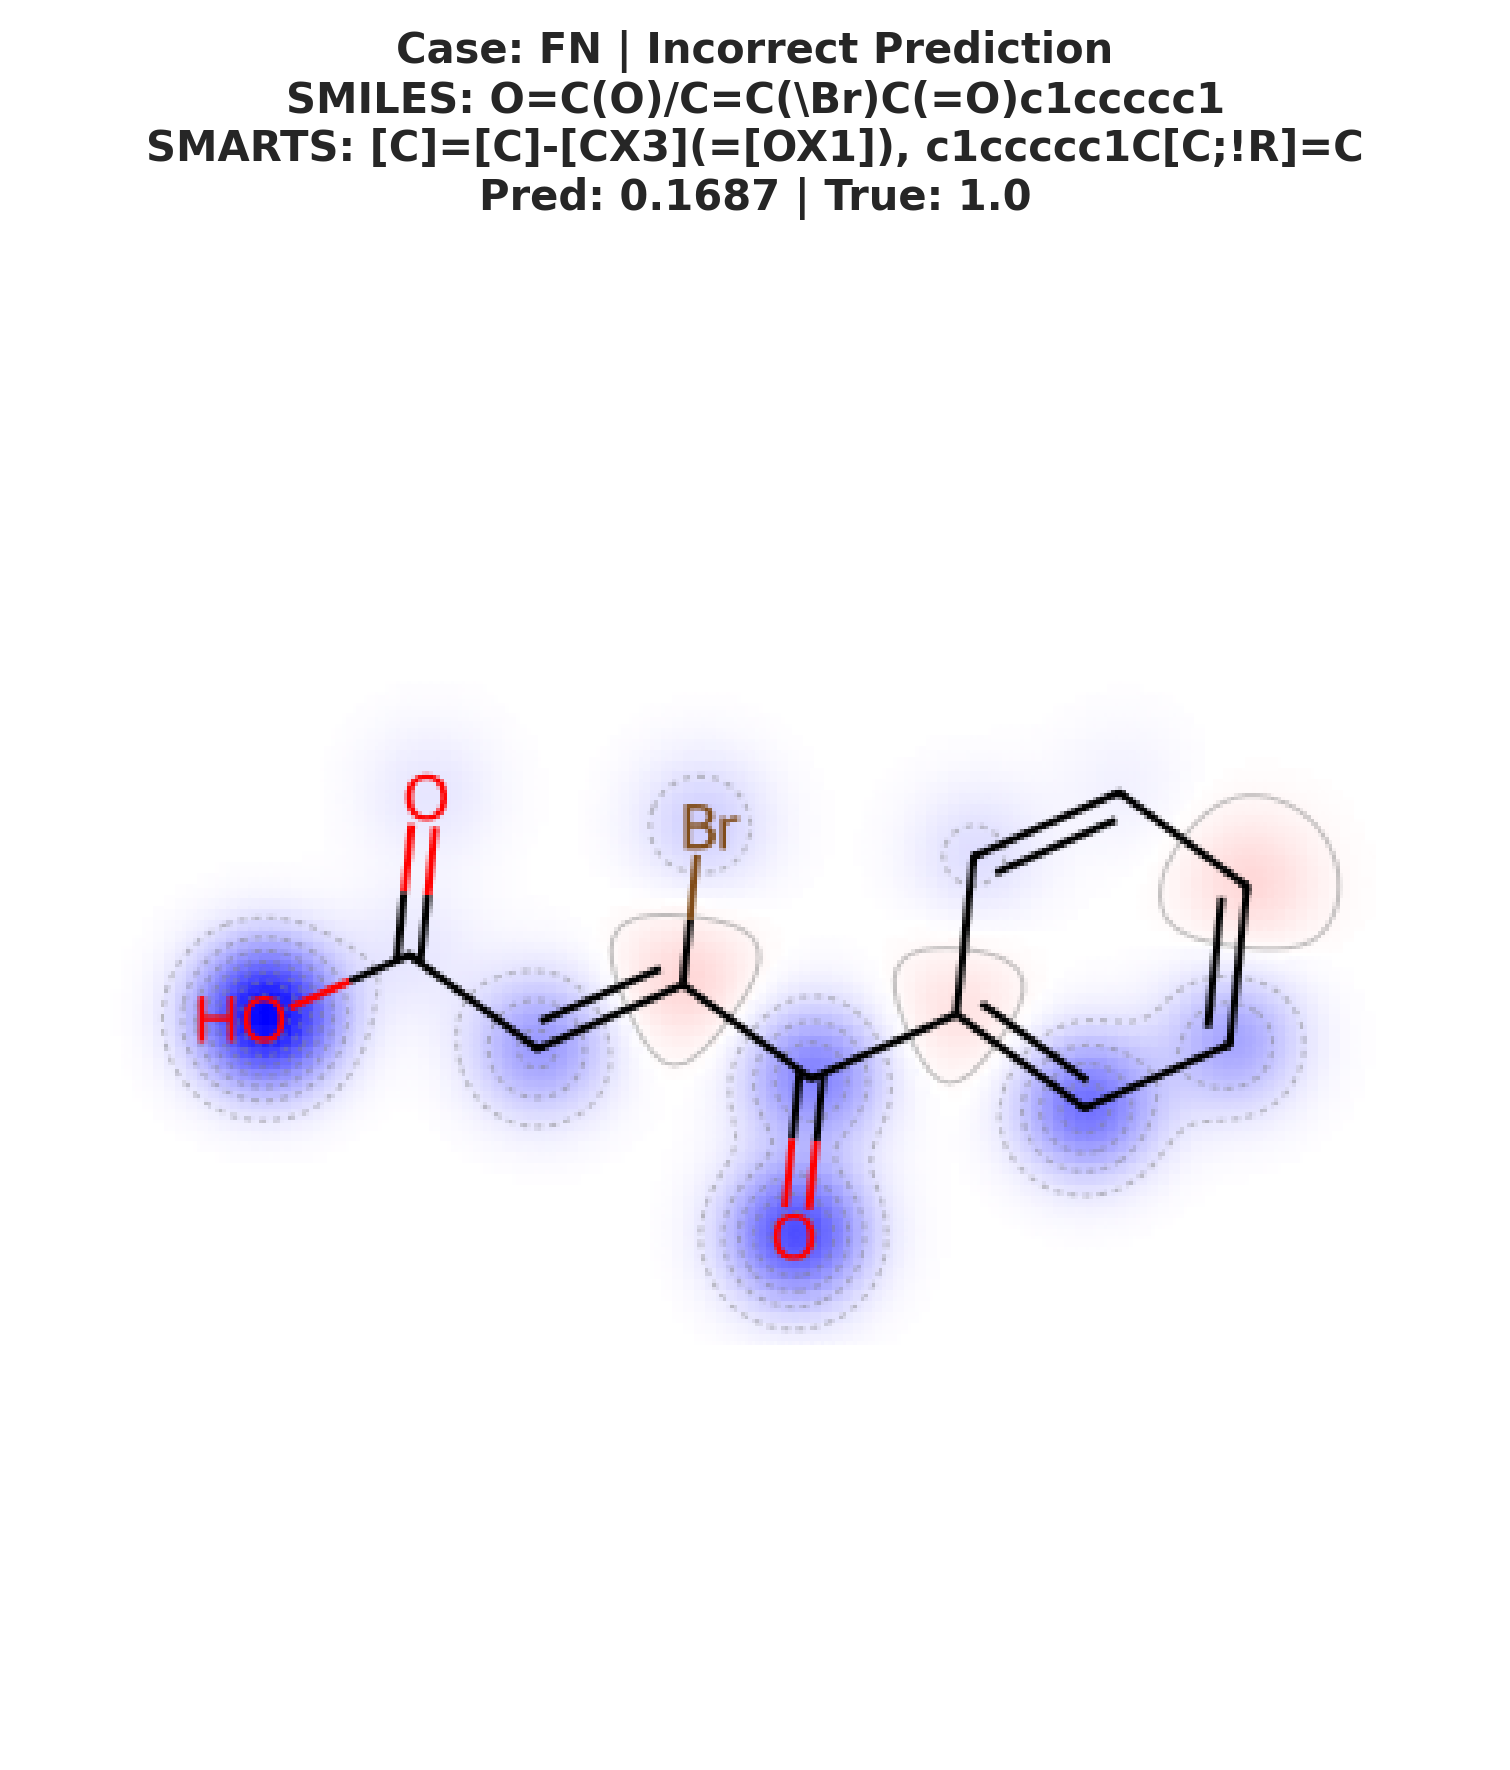 Case: FN | Incorrect Prediction
SMILES: O=C(O)/C=C(\Br)C(=O)c1ccccc1
SMARTS: [C]=[C]-[CX3](=[OX1]), c1ccccc1C[C;!R]=C
Pred: 0.1687 | True: 1.0
O
Br
HO
O